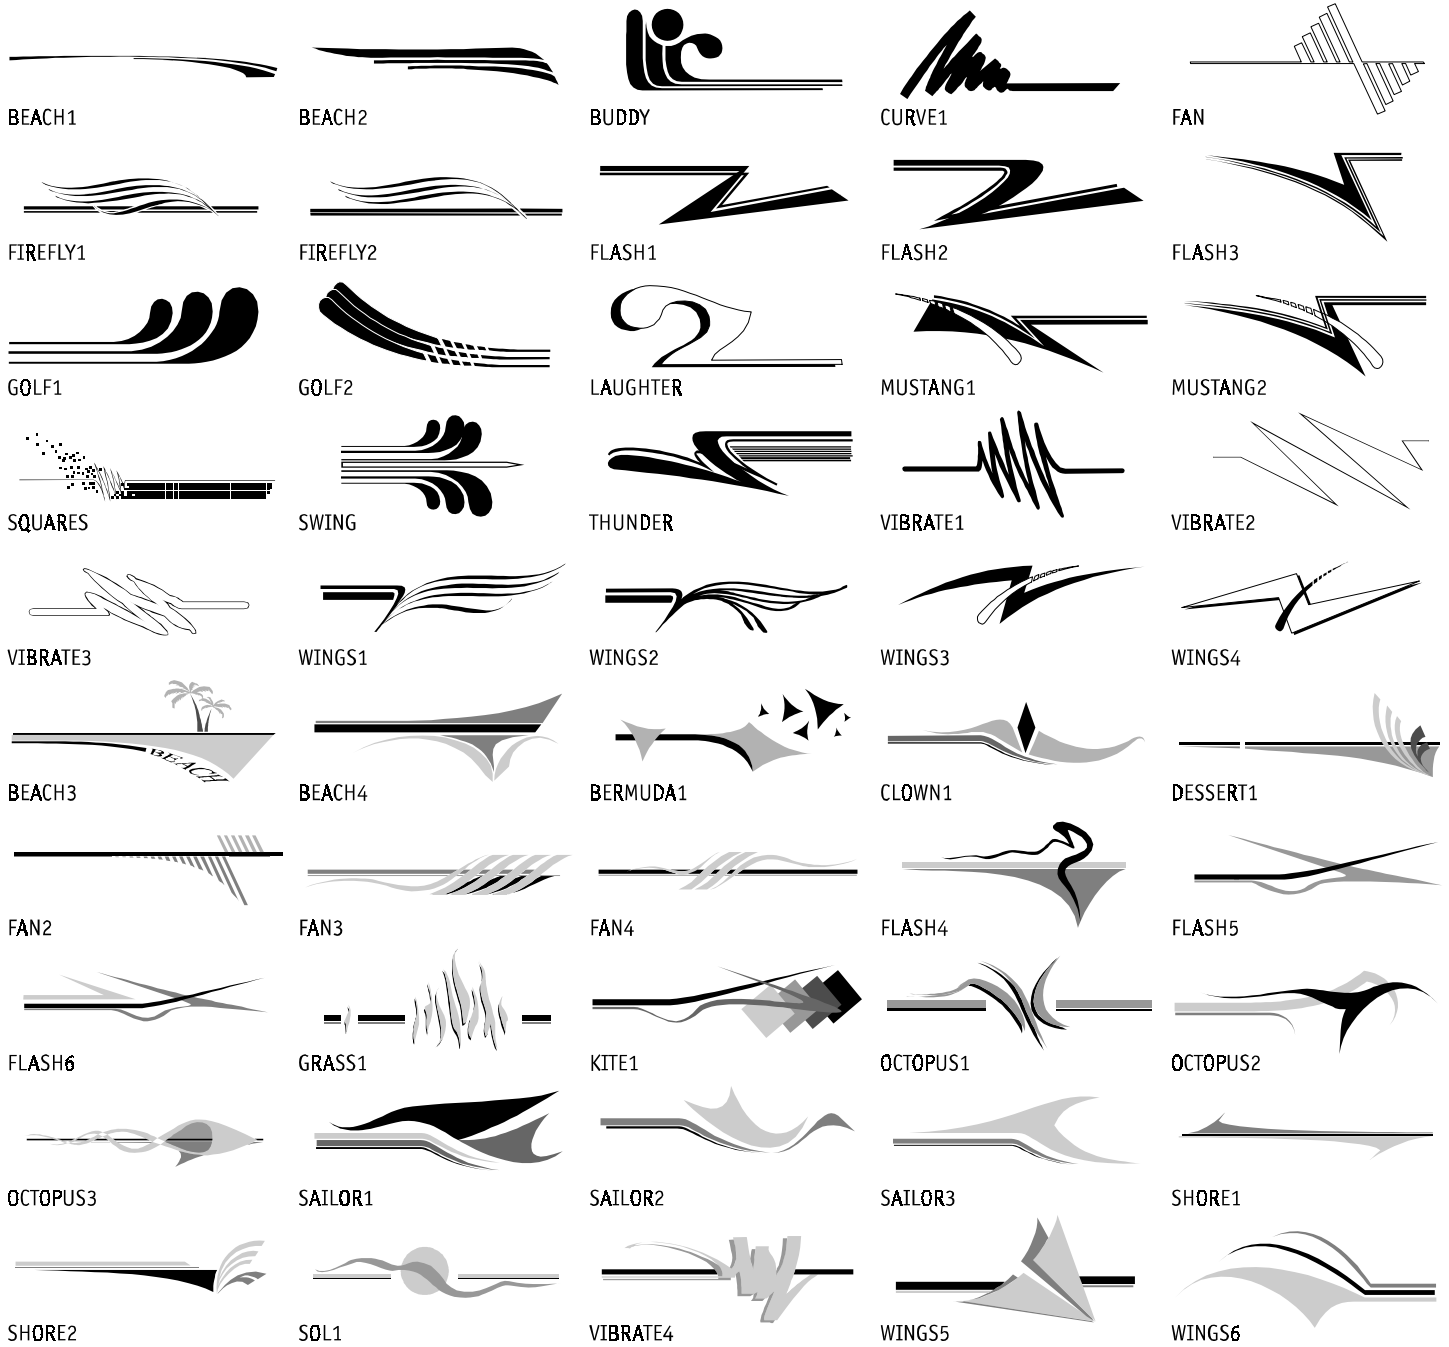 BEACH1 BEACH2 BUDDY CURVE1 FAN
FIREFLY1 FIREFLY2 FLASH1 FLASH2 FLASH3
GOLF1 GOLF2 LAUGHTER MUSTANG1 MUSTANG2
SQUARES SWING THUNDER VIBRATE1 VIBRATE2
VIBRATE3 WINGS1 WINGS2 WINGS3 WINGS4
BEACH
BEACH3 BEACH4 BERMUDA1 CLOWN1 DESSERT1
FAN2 FAN3 FAN4 FLASH4 FLASH5
FLASH6 GRASS1 KITE1 OCTOPUS1 OCTOPUS2
OCTOPUS3 SAILOR1 SAILOR2 SAILOR3 SHORE1
SHORE2 SOL1 VIBRATE4 WINGS5 WINGS6